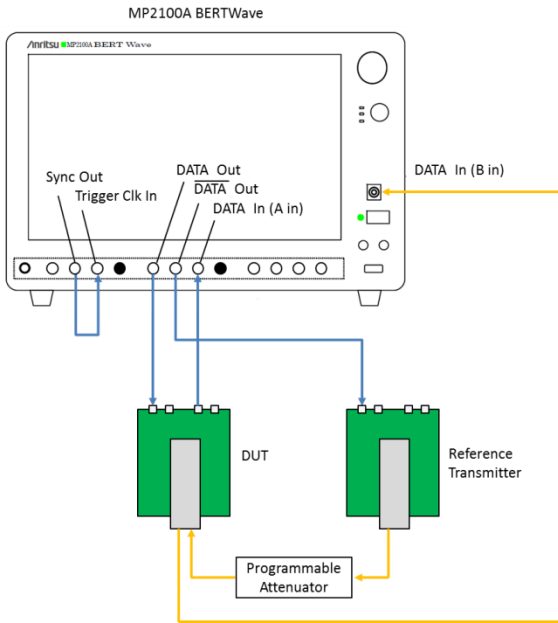 MP2100A BERTWave
Anritsu MP2100A BERT Wave
DATA Out
Sync Out
DATA Out
DATA In (B in)
Trigger Clk In
DATA In (A in)
DUT
Reference
Transmitter
Programmable
Attenuator